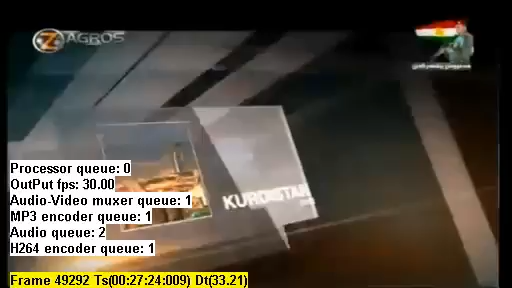 ZAGROS
KURDISTAN
Processor queue: 0
OutPut fps: 30.00
Audio-Video muxer queue: 1
MP3 encoder queue: 1
Audio queue: 2
H264 encoder queue: 1
Frame 49292 Ts(00:27:24:009) Dt(33.21)